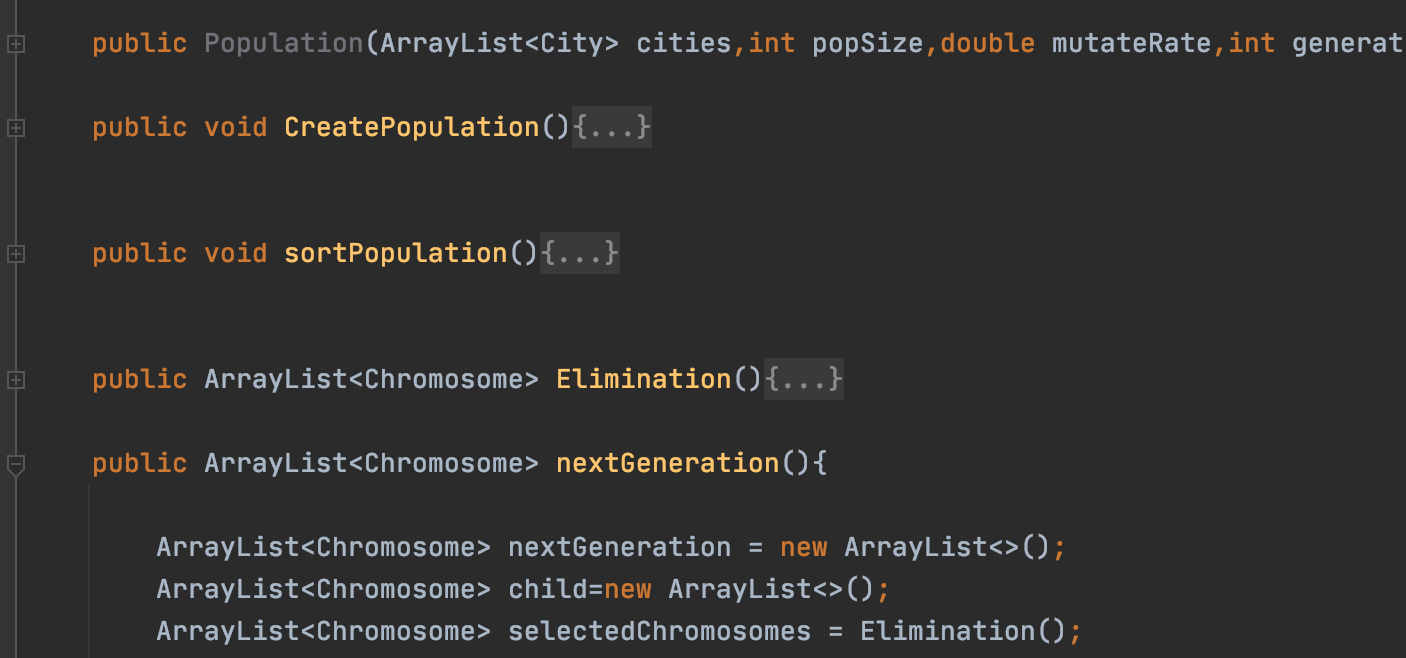 public Population(ArrayList<City> cities,int popSize,double mutateRate,int generat
public void CreatePopulation(){...}
public void sortPopulation(){...}
public ArrayList<Chromosome> Elimination(){...}
public ArrayList<Chromosome> nextGeneration(){
ArrayList<Chromosome> nextGeneration = new ArrayList<>();
ArrayList<Chromosome> child=new ArrayList<>();
ArrayList<Chromosome> selectedChromosomes = Elimination();